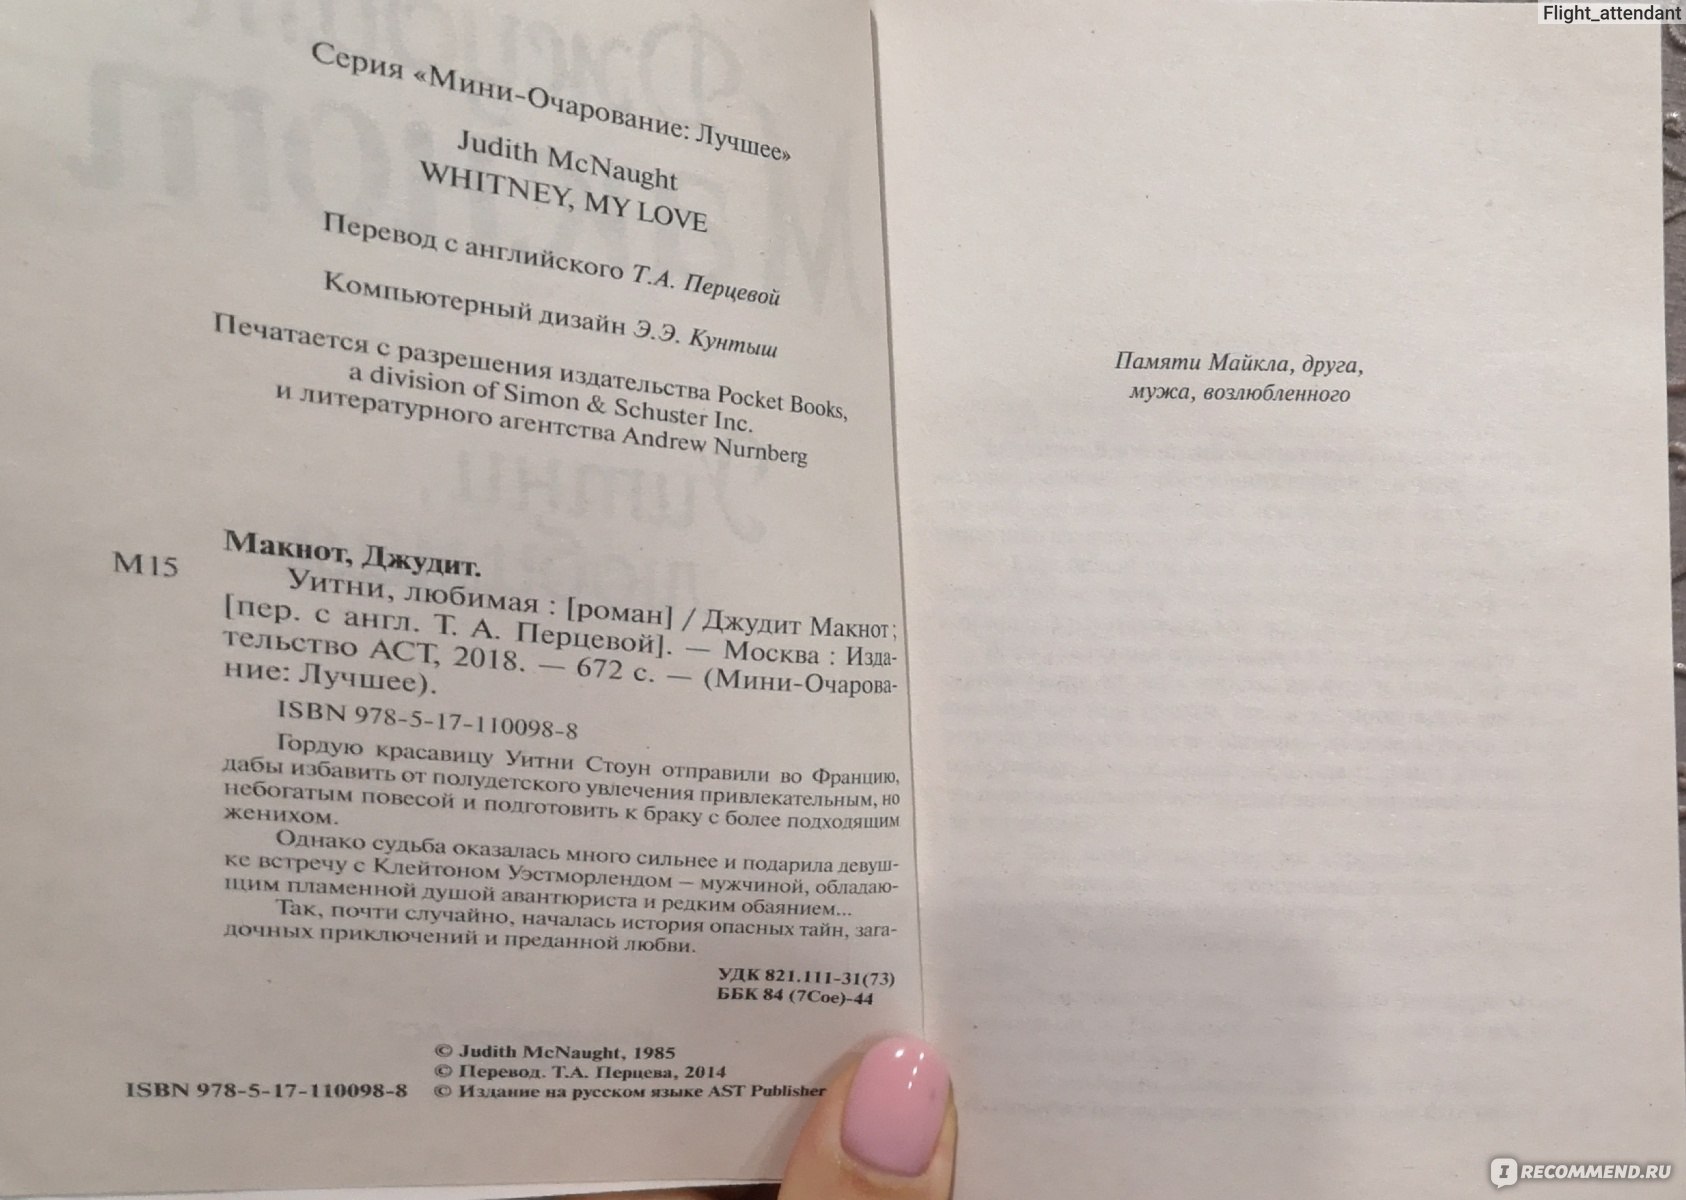 Flight_attendant
Серия «Мини-Очарование: Лучшее»
Judith McNaught
WHITNEY, MY LOVE
Перевод с английского Т.А. Перцевой
Компьютерный дизайн Э.Э. Кунтыш
Печатается с разрешения издательства Pocket Books,
a division of Simon & Schuster Inc.
и литературного агентства Andrew Nurnberg
Макнот, Джудит.
М15
Уитни, любимая : [роман] / Джудит Макнот;
[пер. с англ. Т. А. Перцевой]. — Москва : Изда-
тельство АСТ, 2018. — 672 с. — (Мини-Очарова-
ние: Лучшее).
ISBN 978-5-17-110098-8
Гордую красавицу Уитни Стоун отправили во Францию,
дабы избавить от полудетского увлечения привлекательным, но
небогатым повесой и подготовить к браку с более подходящим
женихом.
Однако судьба оказалась много сильнее и подарила девуш-
ке встречу с Клейтоном Уэстморлендом – мужчиной, обладаю-
щим пламенной душой авантюриста и редким обаянием...
Так, почти случайно, началась история опасных тайн, зага-
дочных приключений и преданной любви.
УДК 821.111-31(73)
ББК 84 (7Сое)-44
© Judith McNaught, 1985
© Перевод. Т.А. Перцева, 2014
ISBN 978-5-17-110098-8 © Издание на русском языке AST Publisher
Памяти Майкла, друга,
мужа, возлюбленного
IRECOMMEND.RU